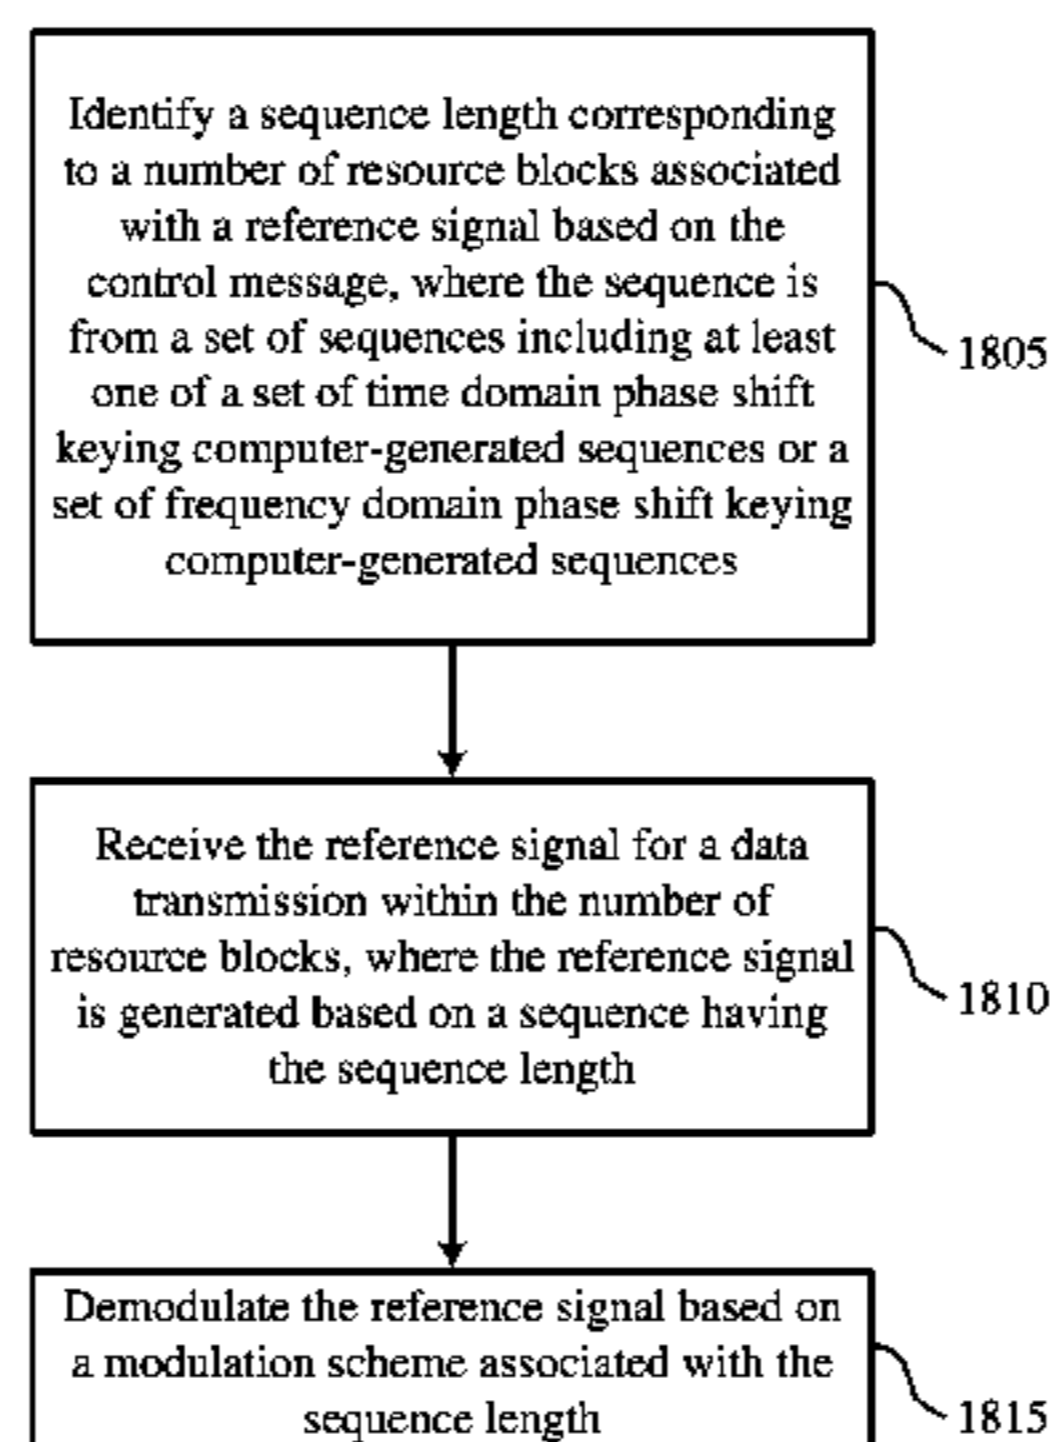 Identify a sequence length corresponding
to a number of resource blocks associated
with a reference signal based on the
control message, where the sequence is
from a set of sequences including at least
one of a set of time domain phase shift
keying computer-generated sequences or a
set of frequency domain phase shift keying
computer-generated sequences
1805
Receive the reference signal for a data
transmission within the number of
resource blocks, where the reference signal
is generated based on a sequence having
the sequence length
1810
Demodulate the reference signal based on
a modulation scheme associated with the
sequence length
1815